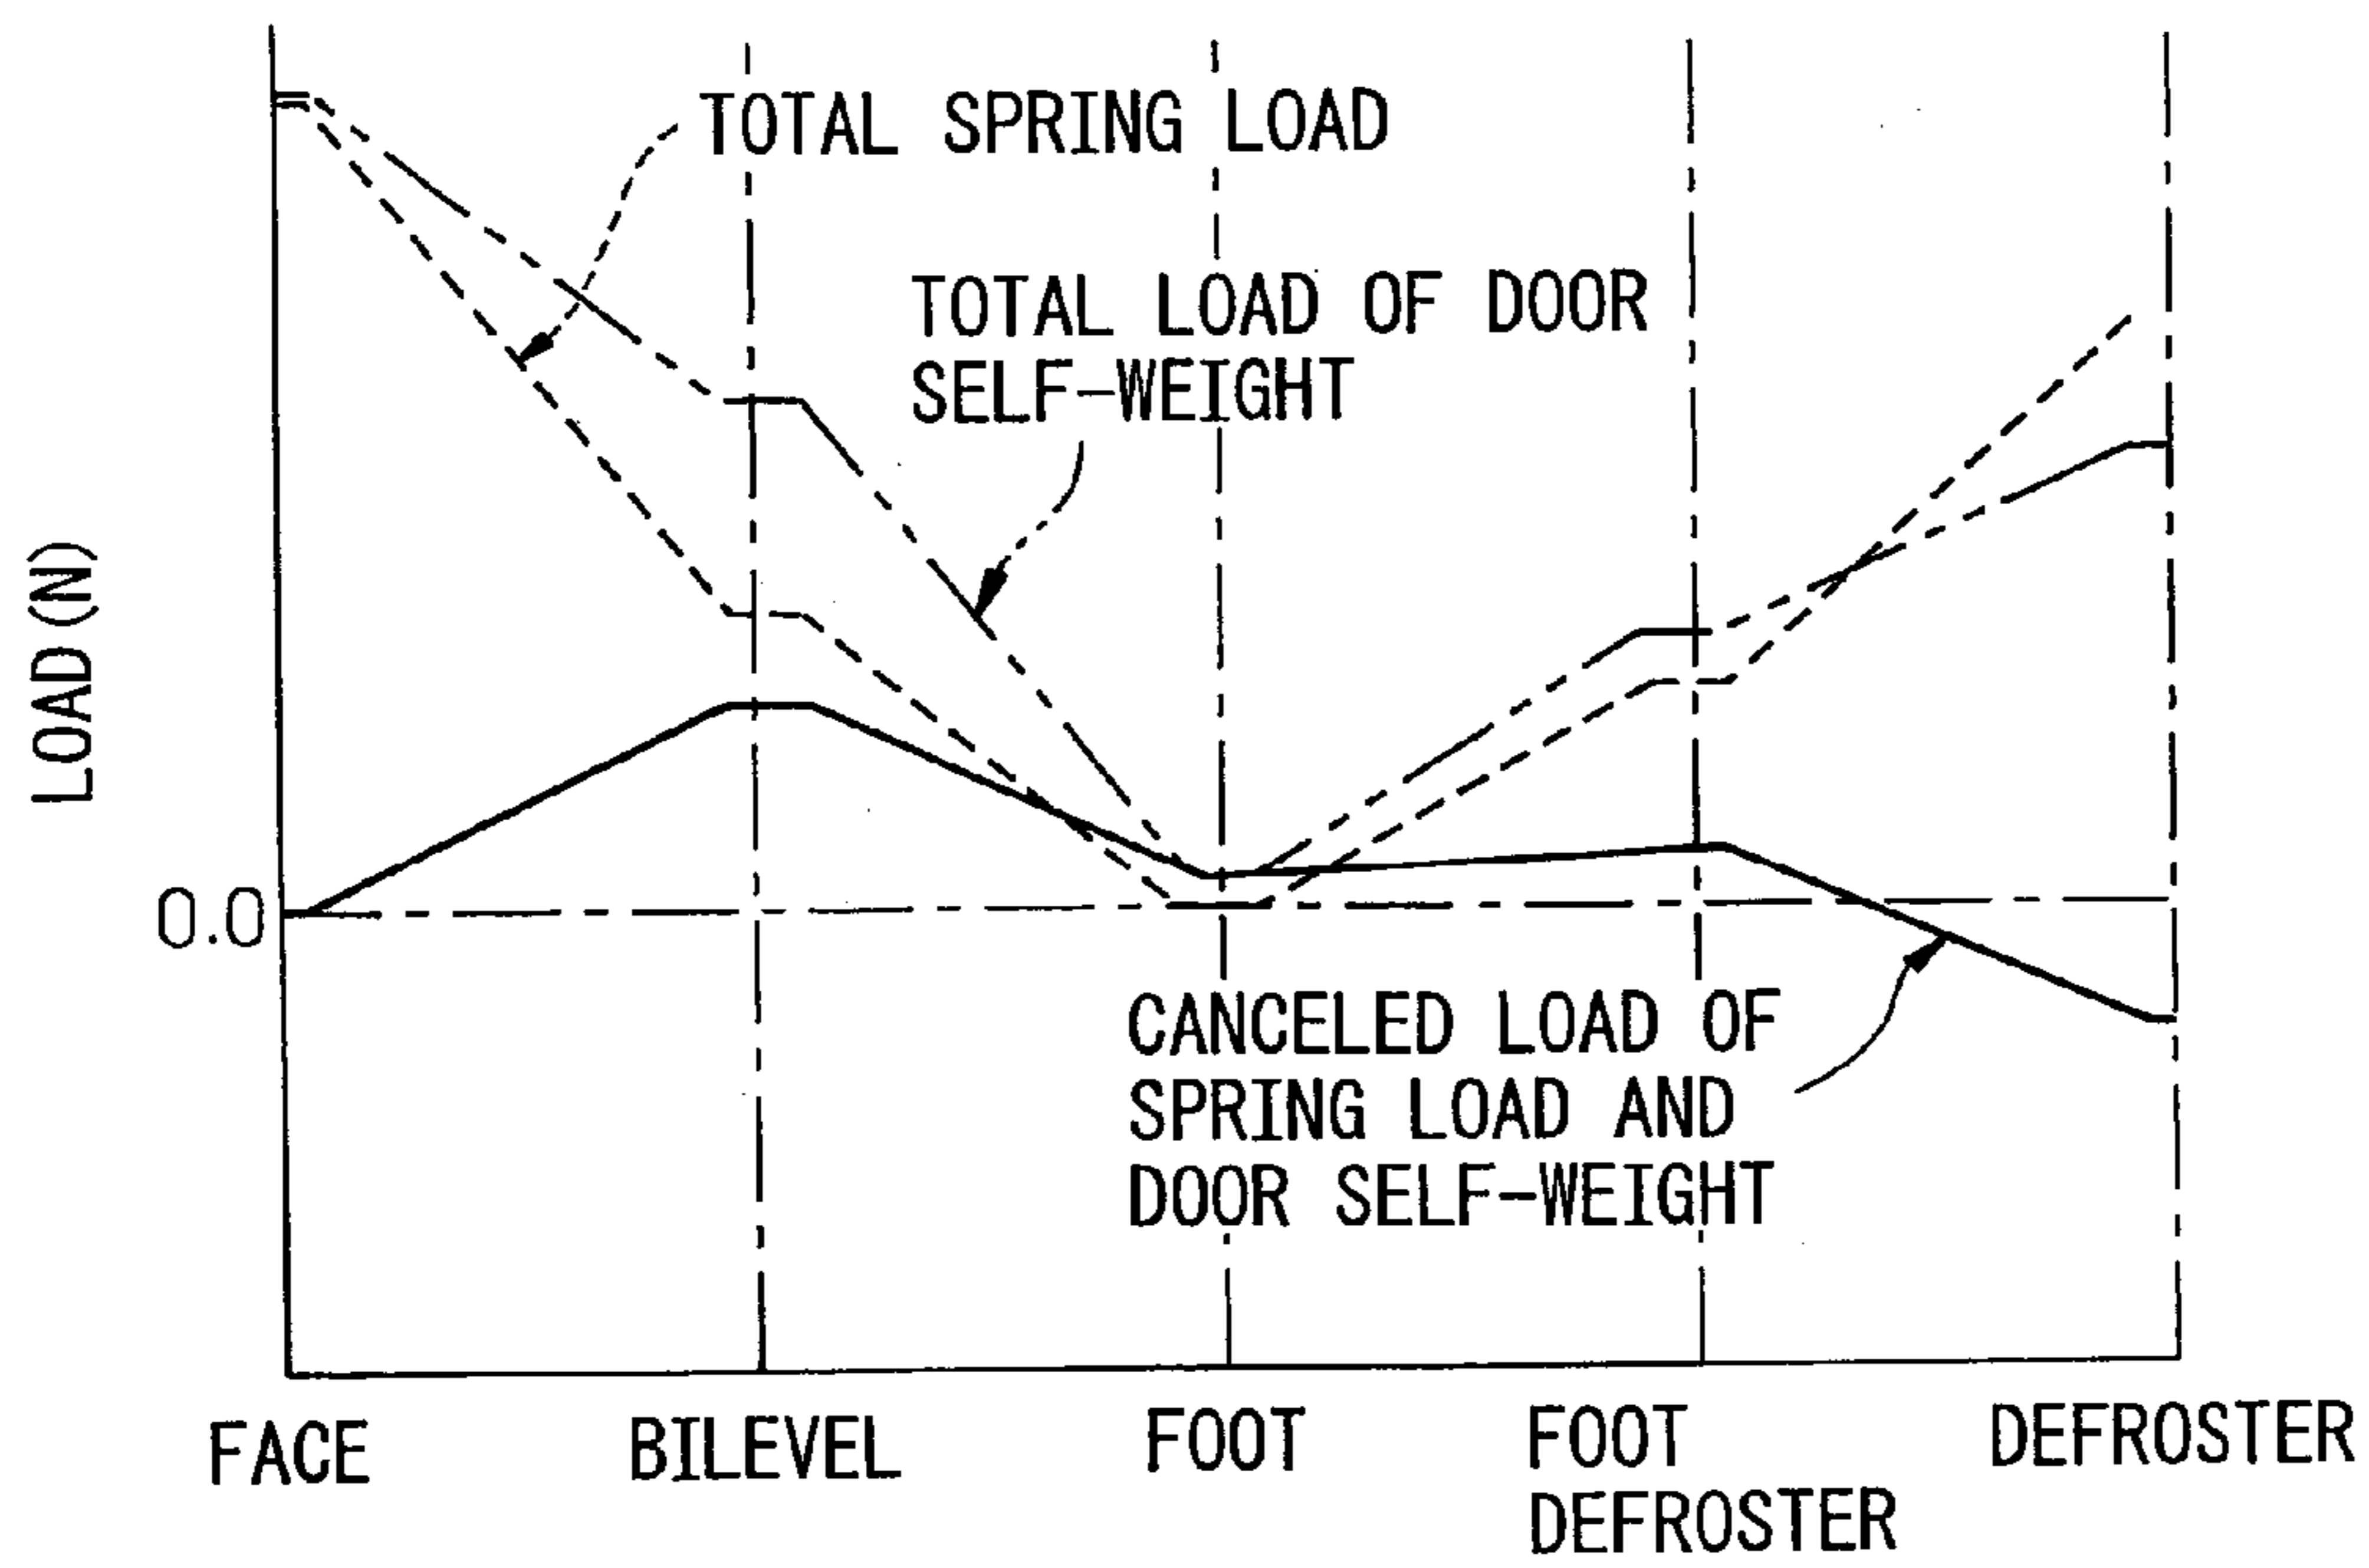 TOTAL SPRING LOAD
TOTAL LOAD OF DOOR
SELF-WEIGHT
LOAD (N)
0.0
CANCELED LOAD OF
SPRING LOAD AND
DOOR SELF-WEIGHT
FACE
BILEVEL
FOOT
FOOT
DEFROSTER
DEFROSTER